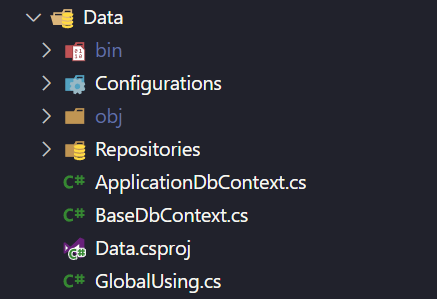 Data
bin
Configurations
obj
Repositories
C# ApplicationDbContext.cs
C# BaseDbContext.cs
Data.csproj
C# GlobalUsing.cs